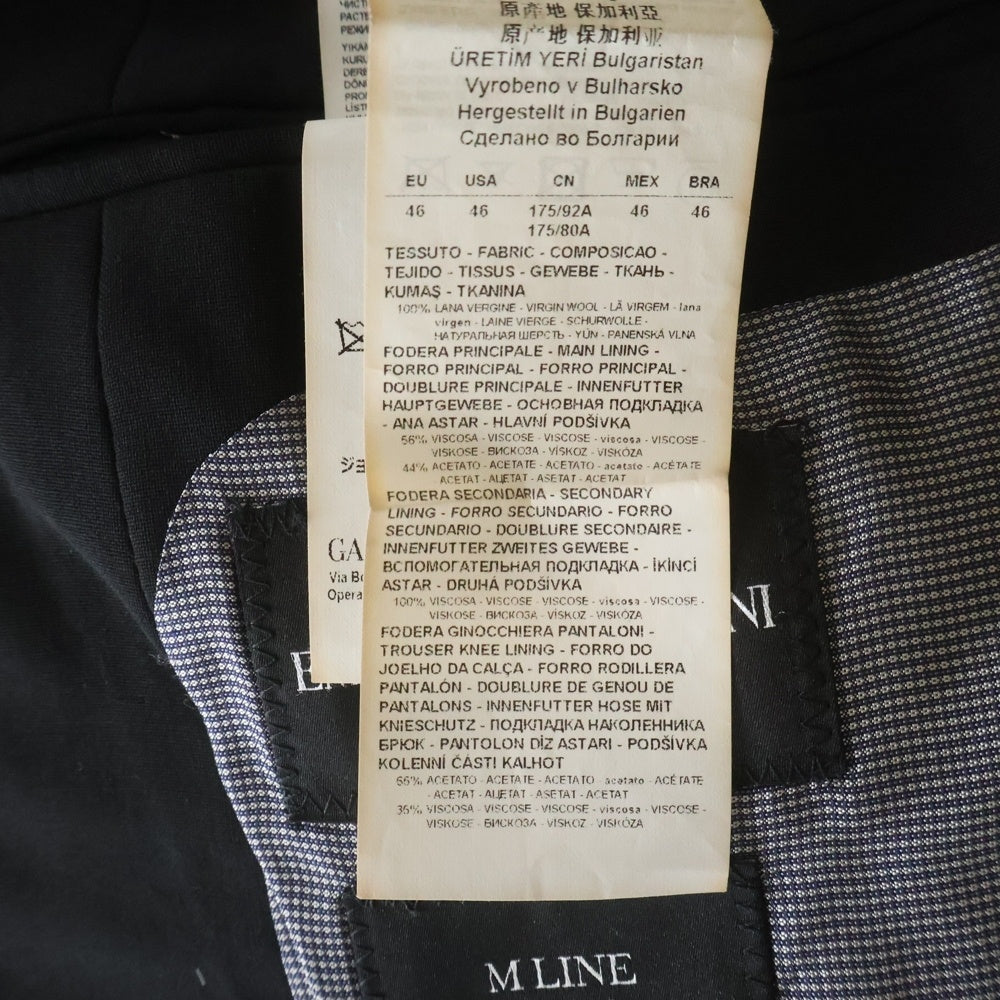 原產地 保加利亞
原产地 保加利亚
ÜRETİM YERİ Bulgaristan
Vyrobeno v Bulharsko
Hergestellt in Bulgarien
Сделано во Болгарии
EU USA CN MEX BRA
46 46 175/92A 46 46
175/80A
TESSUTO - FABRIC - COMPOSICAO -
TEJIDO - TISSUS - GEWEBE - ТКАНЬ -
KUMAŞ - TKANINA
100% LANA VERGINE - VIRGIN WOOL - LÃ VIRGEM - lana
virgen - LAINE VIERGE - SCHURWOLLE -
НАТУРАЛЬНАЯ ШЕРСТЬ - YÜN - PANENSKÁ VLNA
FODERA PRINCIPALE - MAIN LINING -
FORRO PRINCIPAL - FORRO PRINCIPAL -
DOUBLURE PRINCIPALE - INNENFUTTER
HAUPTGEWEBE - ОСНОВНАЯ ПОДКЛАДКА
- ANA ASTAR - HLAVNÍ PODŠÍVKA
56% VISCOSA - VISCOSE - VISCOSE - viscosa - VISCOSE -
VISKOSE - ВИСКОЗА - VİSKOZ - VISKÓZA
44% ACETATO - ACETATE - ACETATO - acetato - ACÉTATE
ACETAT - АЦЕТАТ - ASETAT - ACETAT
FODERA SECONDARIA - SECONDARY
LINING - FORRO SECUNDARIO - FORRO
SECUNDARIO - DOUBLURE SECONDAIRE -
INNENFUTTER ZWEITES GEWEBE -
ВСПОМОГАТЕЛЬНАЯ ПОДКЛАДКА - İKİNCİ
ASTAR - DRUHÁ PODŠÍVKA
100% VISCOSA - VISCOSE - VISCOSE - viscosa - VISCOSE -
VISKOSE - ВИСКОЗА - VİSKOZ - VISKÓZA
FODERA GINOCCHIERA PANTALONI -
TROUSER KNEE LINING - FORRO DO
JOELHO DA CALÇA - FORRO RODILLERA
PANTALÓN - DOUBLURE DE GENOU DE
PANTALONS - INNENFUTTER HOSE MIT
KNIESCHUTZ - ПОДКЛАДКА НАКОЛЕННИКА
БРЮК - PANTOLON DİZ ASTARI - PODŠÍVKA
KOLENNÍ ČÁSTI KALHOT
ACETATO - ACETATE - ACETATO - acetato - ACÉTATE
- ACETAT - АЦЕТАТ - ASETAT - ACETAT
VISCOSA - VISCOSE - VISCOSE - viscosa - VISCOSE -
VISKOSE - ВИСКОЗА - VİSKOZ - VISKÓZA
GA
Via Bo
Opera
M LINE